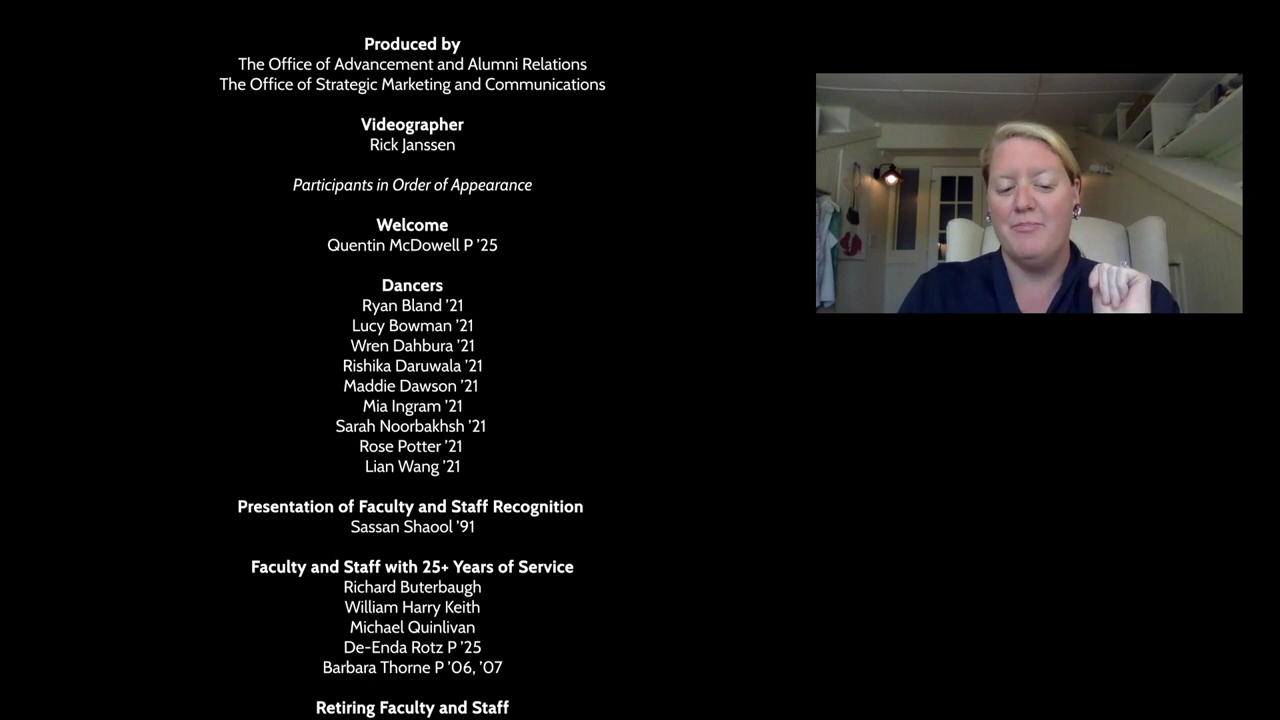 Produced by
The Office of Advancement and Alumni Relations
The Office of Strategic Marketing and Communications
Videographer
Rick Janssen
Participants in Order of Appearance
Welcome
Quentin McDowell P ’25
Dancers
Ryan Bland ’21
Lucy Bowman ’21
Wren Dahbura ’21
Rishika Daruwala ’21
Maddie Dawson ’21
Mia Ingram ’21
Sarah Noorbakhsh ’21
Rose Potter ’21
Lian Wang ’21
Presentation of Faculty and Staff Recognition
Sassan Shaool ’91
Faculty and Staff with 25+ Years of Service
Richard Buterbaugh
William Harry Keith
Michael Quinlivan
De-Enda Rotz P ’25
Barbara Thorne P ’06, ’07
Retiring Faculty and Staff